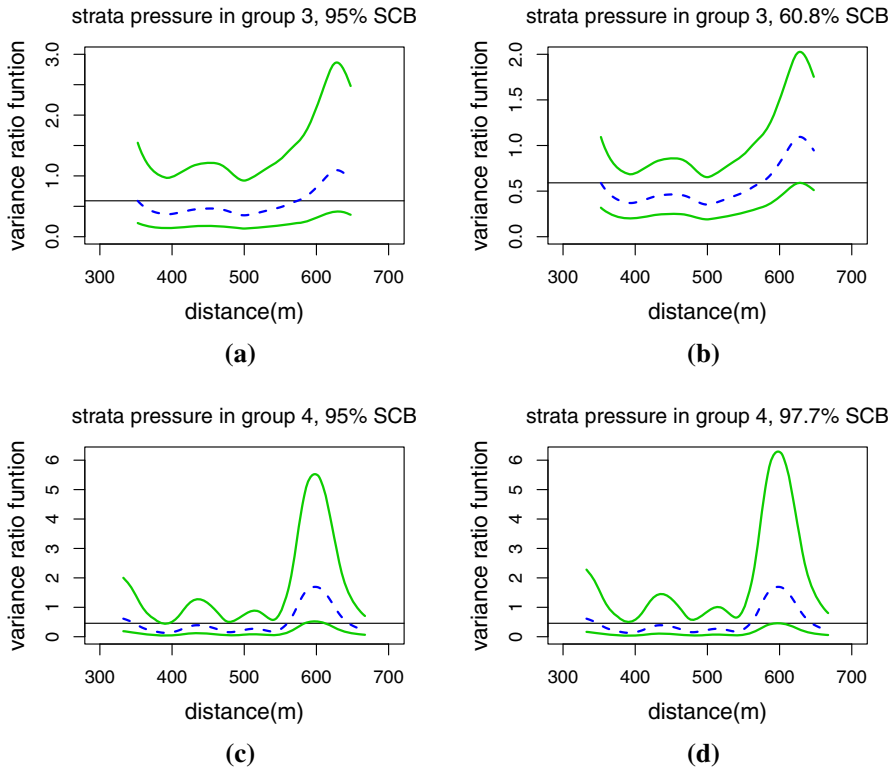 strata pressure in group 3, 95% SCB
variance ratio funtion
3.0
2.0
1.0
0.0
300 400 500 600 700
distance(m)
(a)
strata pressure in group 3, 60.8% SCB
variance ratio funtion
2.0
1.5
1.0
0.5
0.0
300 400 500 600 700
distance(m)
(b)
strata pressure in group 4, 95% SCB
variance ratio funtion
6
5
4
3
2
1
0
300 400 500 600 700
distance(m)
(c)
strata pressure in group 4, 97.7% SCB
variance ratio funtion
6
5
4
3
2
1
0
300 400 500 600 700
distance(m)
(d)